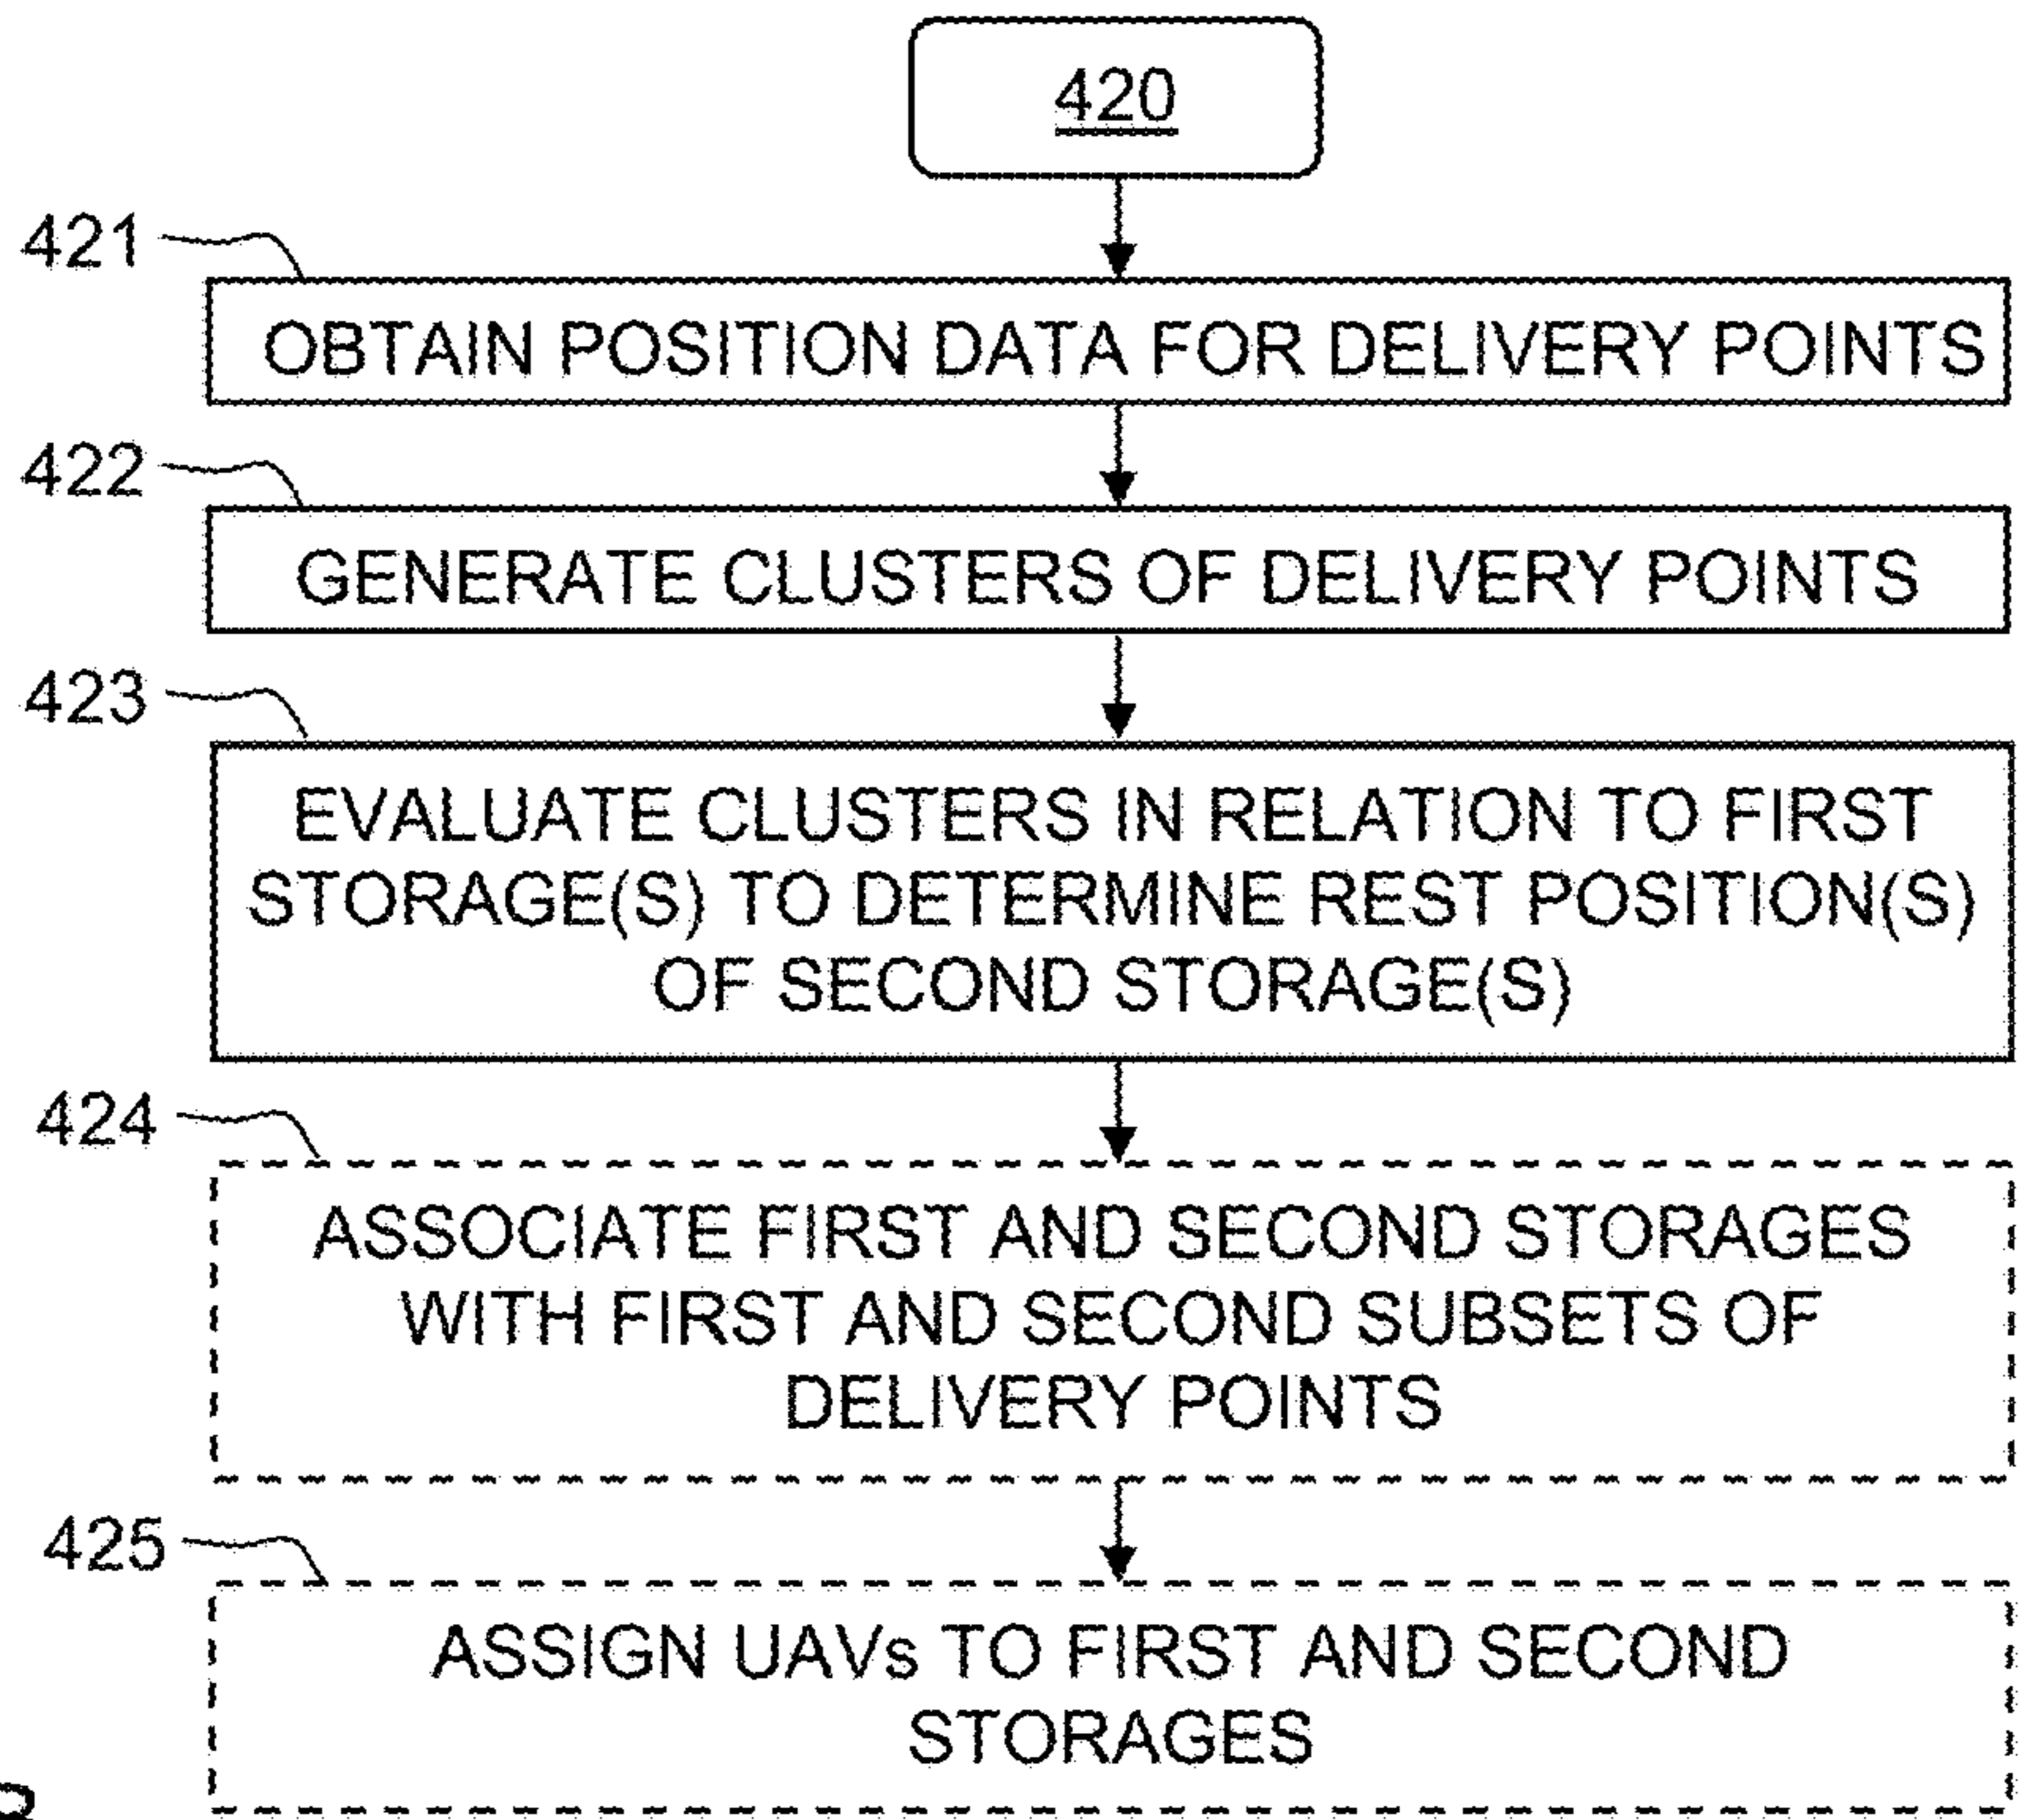 420
421
OBTAIN POSITION DATA FOR DELIVERY POINTS
422
GENERATE CLUSTERS OF DELIVERY POINTS
423
EVALUATE CLUSTERS IN RELATION TO FIRST
STORAGE(S) TO DETERMINE REST POSITION(S)
OF SECOND STORAGE(S)
424
ASSOCIATE FIRST AND SECOND STORAGES
WITH FIRST AND SECOND SUBSETS OF
DELIVERY POINTS
425
ASSIGN UAVs TO FIRST AND SECOND
STORAGES